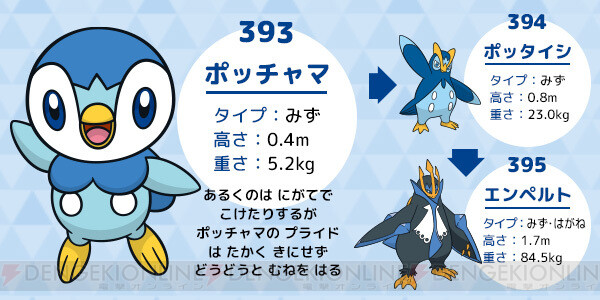 393
ポッチャマ
タイプ：みず
高さ：0.4m
重さ：5.2kg
あるくのは にがてで
こけたりするが
ポッチャマの プライド
は たかく きにせず
どうどうと むねを はる
394
ポッタイシ
タイプ：みず
高さ：0.8m
重さ：23.0kg
395
エンペルト
タイプ：みず・はがね
高さ：1.7m
重さ：84.5kg
DENGEKIONLINE